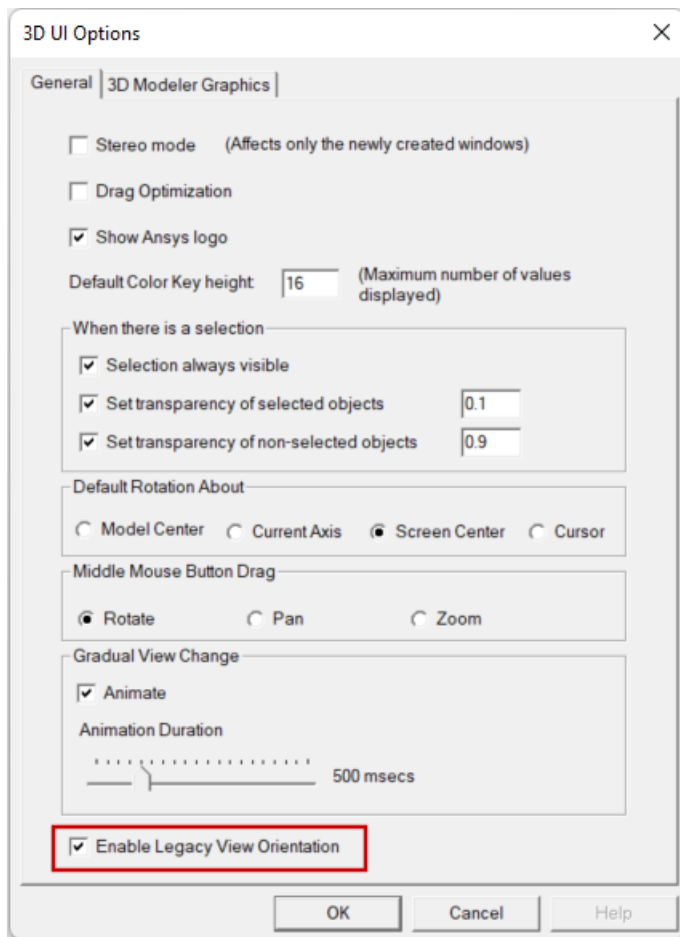 3D UI Options
General
3D Modeler Graphics
Stereo mode (Affects only the newly created windows)
Drag Optimization
Show Ansys logo
Default Color Key height: 16 (Maximum number of values
displayed)
When there is a selection
Selection always visible
Set transparency of selected objects 0.1
Set transparency of non-selected objects 0.9
Default Rotation About
Model Center Current Axis Screen Center Cursor
Middle Mouse Button Drag
Rotate Pan Zoom
Gradual View Change
Animate
Animation Duration
500 msecs
Enable Legacy View Orientation
OK Cancel Help